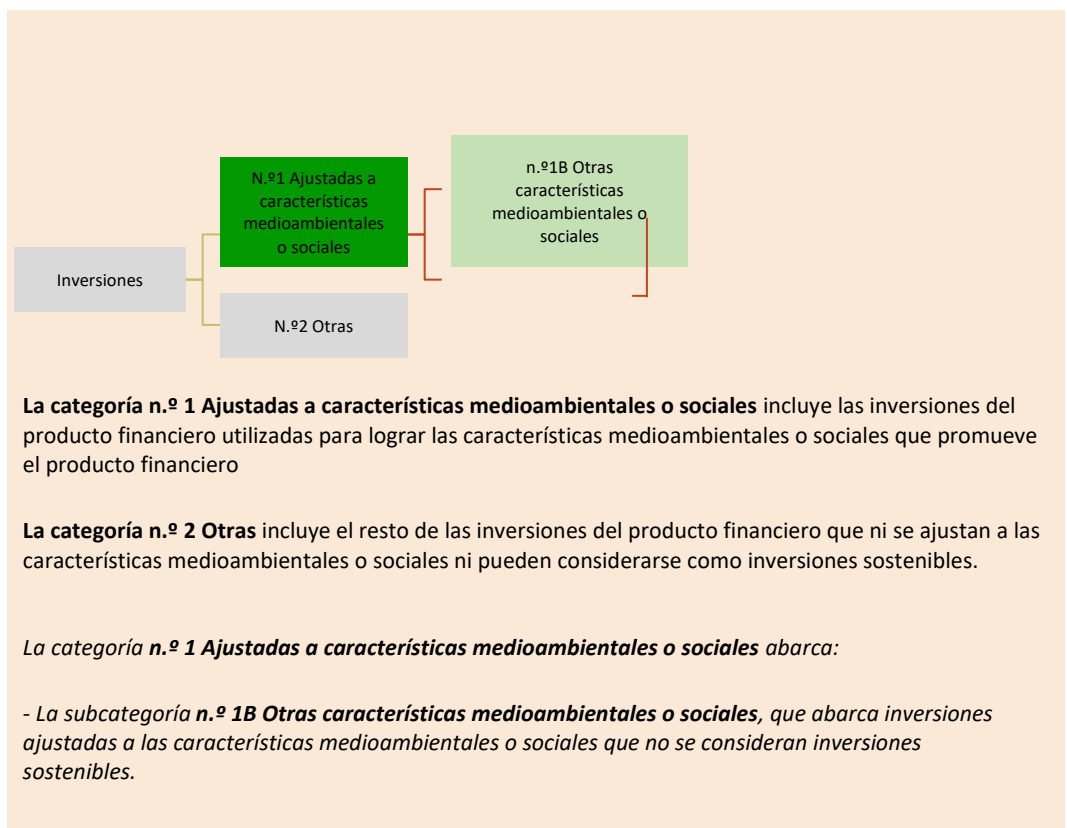 n.º1B Otras
características
medioambientales o
sociales
N.º1 Ajustadas a
características
medioambientales
o sociales
Inversiones
N.º2 Otras
La categoría n.º 1 Ajustadas a características medioambientales o sociales incluye las inversiones del
producto financiero utilizadas para lograr las características medioambientales o sociales que promueve
el producto financiero
La categoría n.º 2 Otras incluye el resto de las inversiones del producto financiero que ni se ajustan a las
características medioambientales o sociales ni pueden considerarse como inversiones sostenibles.
La categoría n.º 1 Ajustadas a características medioambientales o sociales abarca:
- La subcategoría n.º 1B Otras características medioambientales o sociales, que abarca inversiones
ajustadas a las características medioambientales o sociales que no se consideran inversiones
sostenibles.